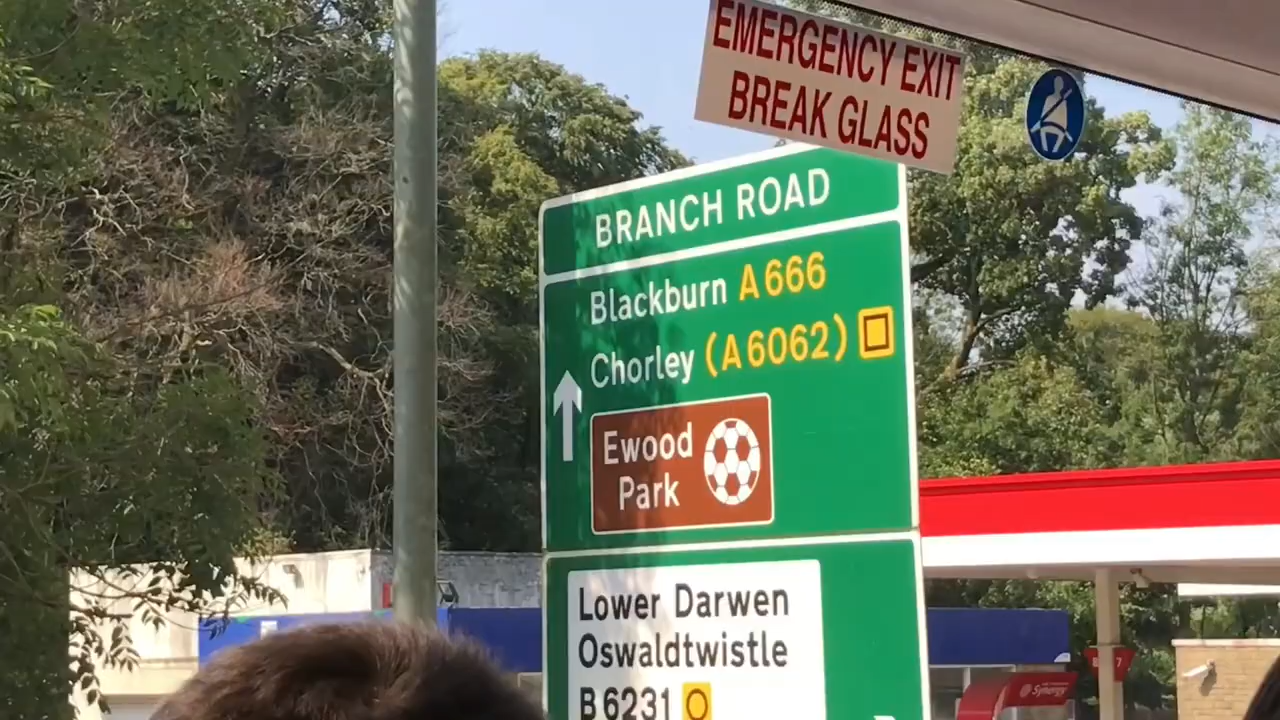 EMERGENCY EXIT
BREAK GLASS
BRANCH ROAD
Blackburn A666
Chorley (A6062)
Ewood
Park
Lower Darwen
Oswaldtwistle
B6231
Synergy